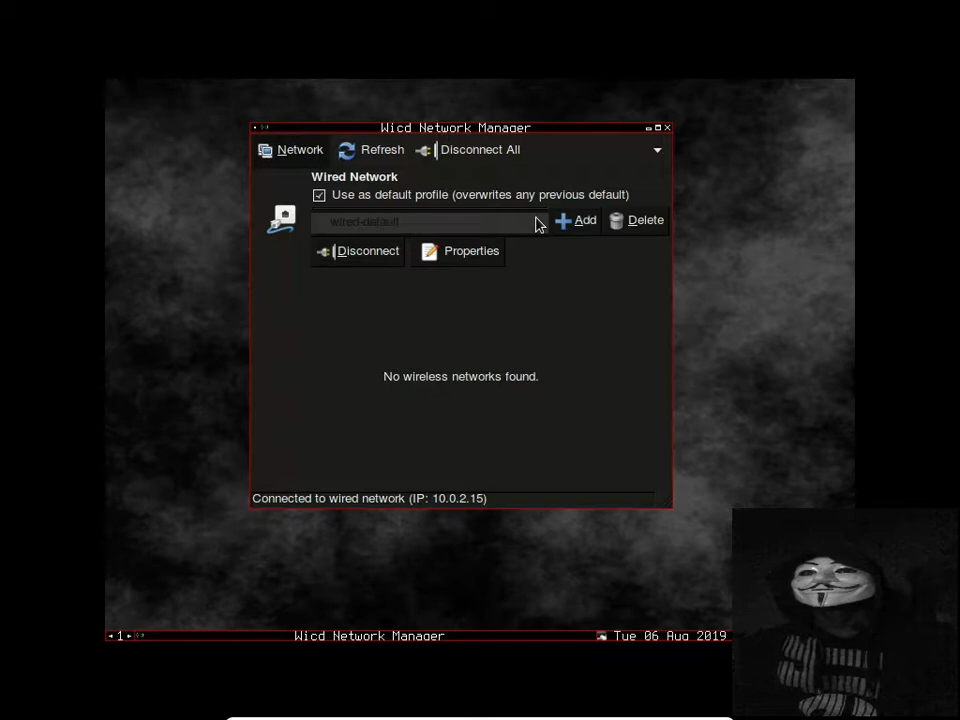 Wicd Network Manager
Network Refresh Disconnect All
Wired Network
Use as default profile (overwrites any previous default)
wired-default Add Delete
Disconnect Properties
No wireless networks found.
Connected to wired network (IP: 10.0.2.15)
1 Wicd Network Manager Tue 06 Aug 2019